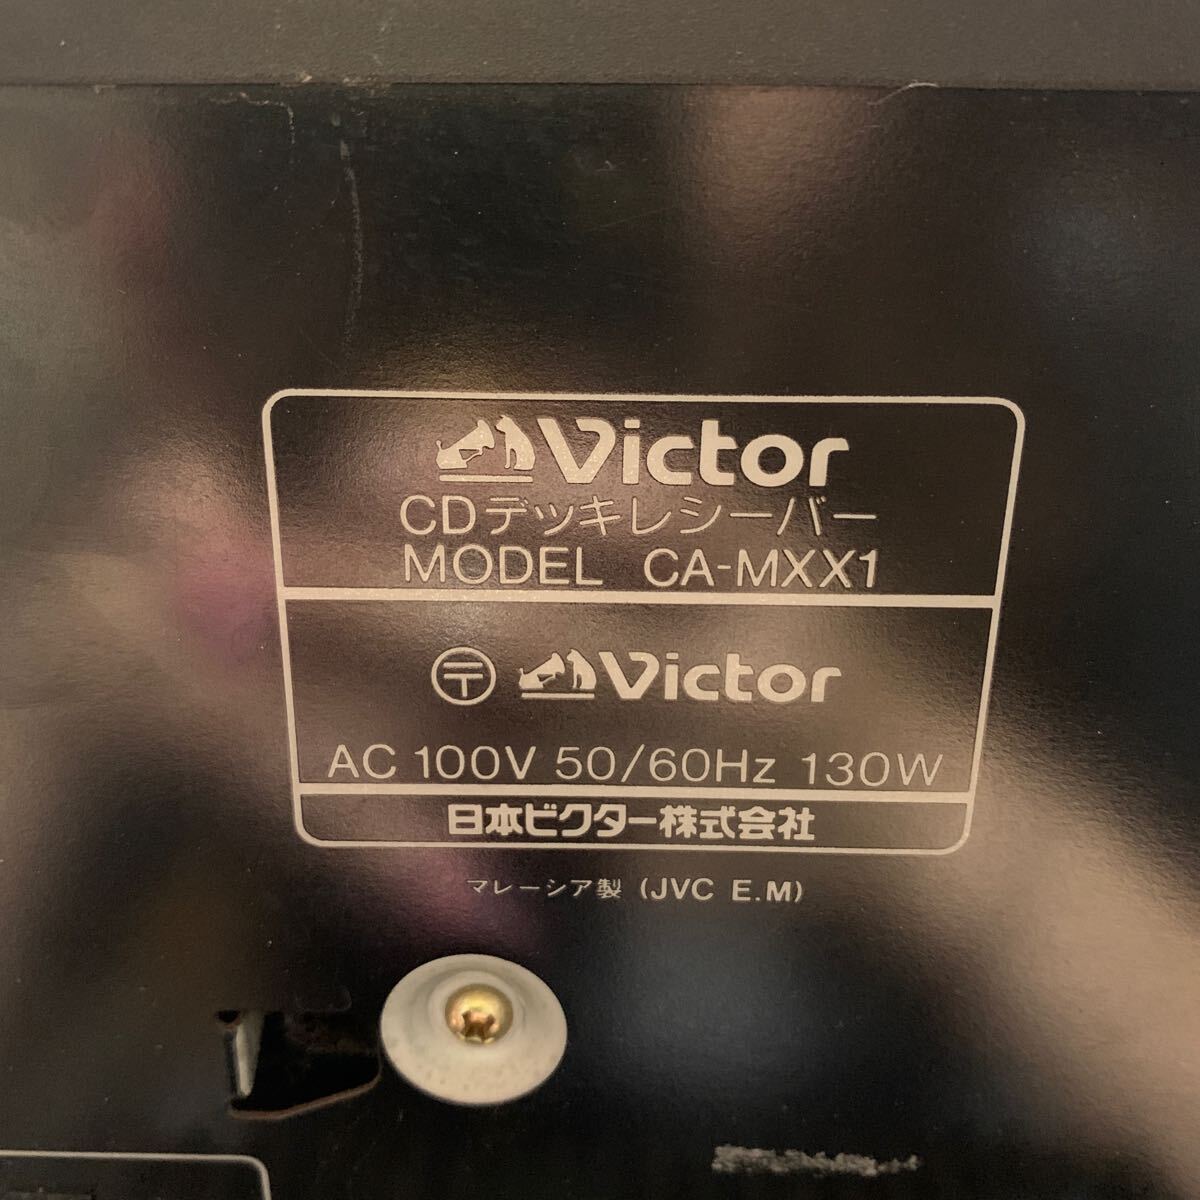 Victor
CDデッキレシーバー
MODEL CA-MXX1
〒 Victor
AC 100V 50/60Hz 130W
日本ビクター株式会社
マレーシア製 (JVC E.M)